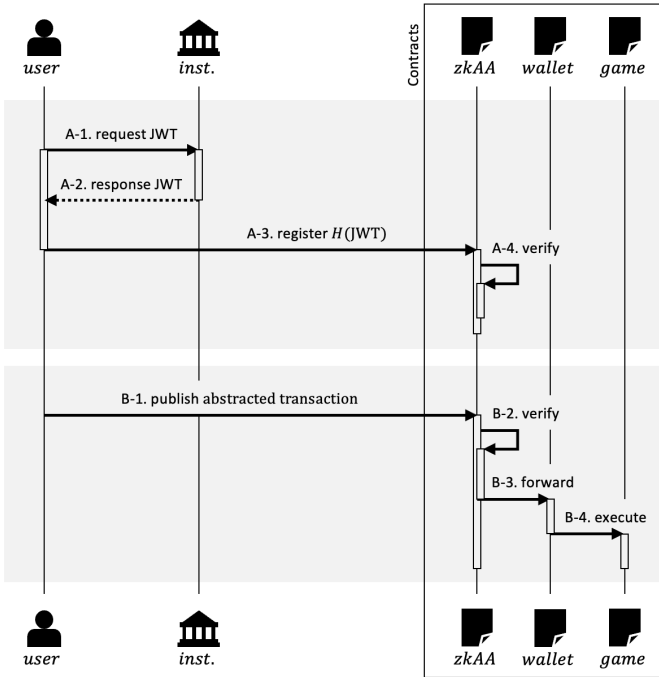 Contracts
user
inst.
zkAA
wallet
game
A-1. request JWT
A-2. response JWT
A-3. register H(JWT)
A-4. verify
B-1. publish abstracted transaction
B-2. verify
B-3. forward
B-4. execute
user
inst.
zkAA
wallet
game